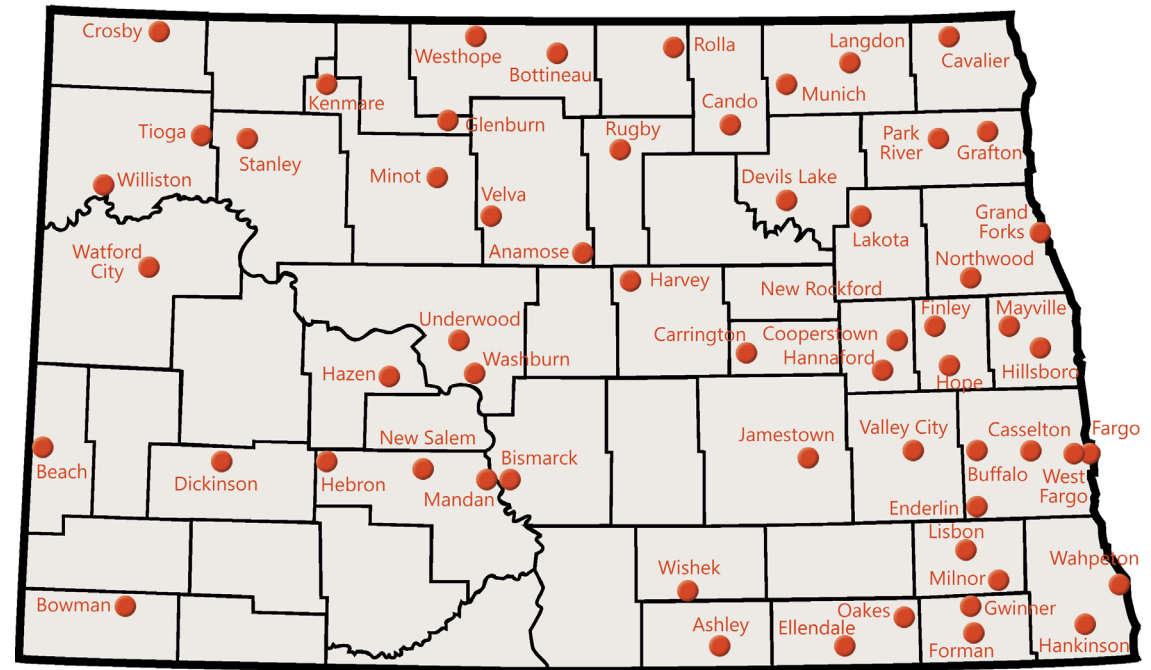 Crosby
Westhope
Bottineau
Rolla
Langdon
Cavalier
Kenmare
Munich
Cando
Tioga
Stanley
Glenburn
Rugby
Park
River
Grafton
Williston
Minot
Velva
Devils Lake
Lakota
Grand
Forks
Watford
City
Anamose
Harvey
New Rockford
Northwood
Underwood
Washburn
Carrington
Cooperstown
Hannaford
Finley
Mayville
Hazen
Hope
Hillsboro
New Salem
Beach
Dickinson
Hebron
Mandan
Bismarck
Jamestown
Valley City
Casselton
Fargo
Buffalo
West
Fargo
Enderlin
Lisbon
Wahpeton
Wishek
Milnor
Bowman
Ashley
Ellendale
Oakes
Gwinner
Forman
Hankinson